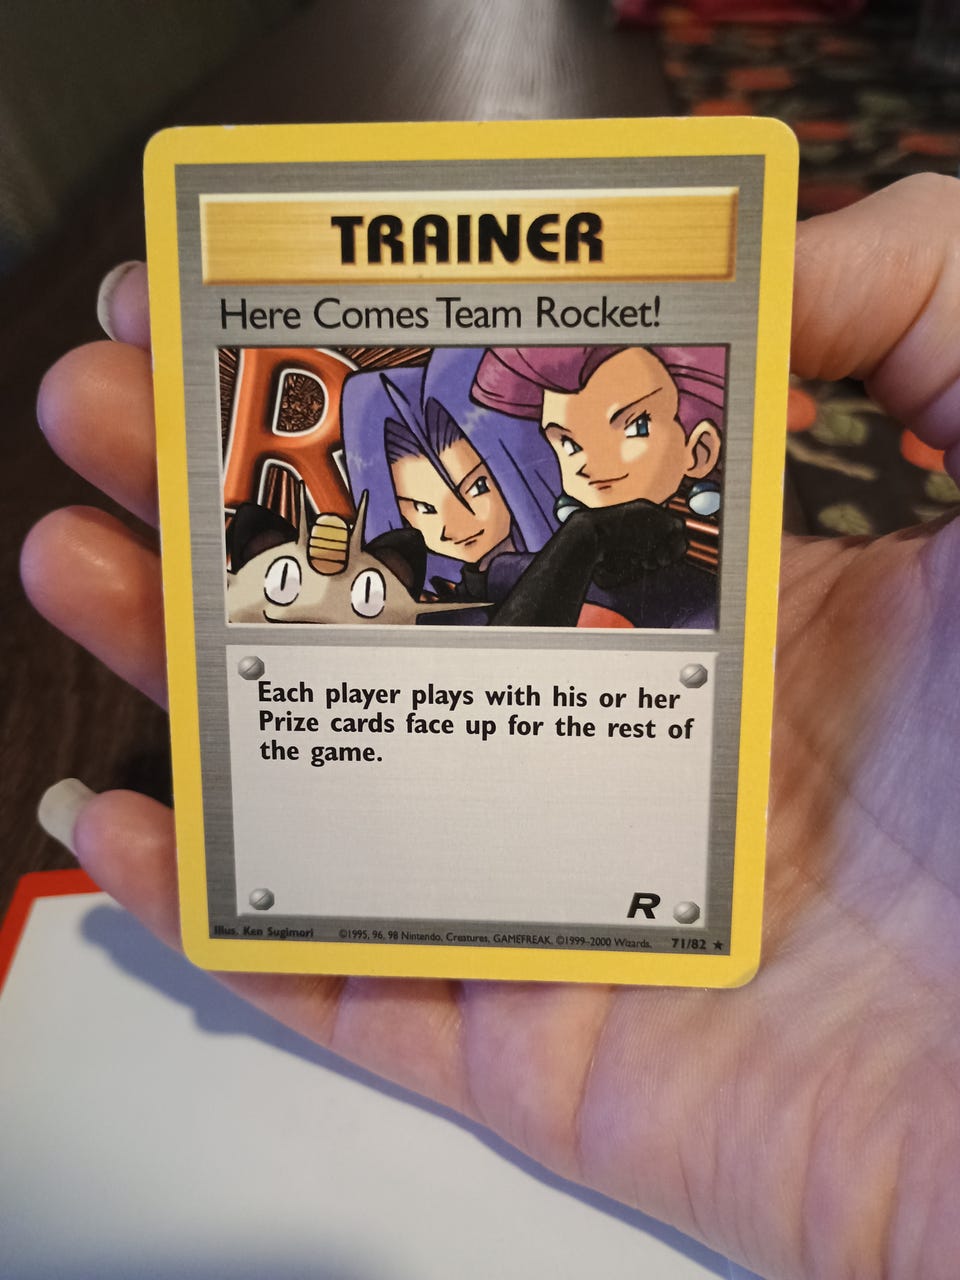 TRAINER
Here Comes Team Rocket!
R
Each player plays with his or her
Prize cards face up for the rest of
the game.
R
Illus. Ken Sugimori ©1995, 96, 98 Nintendo, Creatures, GAMEFREAK. ©1999-2000 Wizards. 71/82 ★